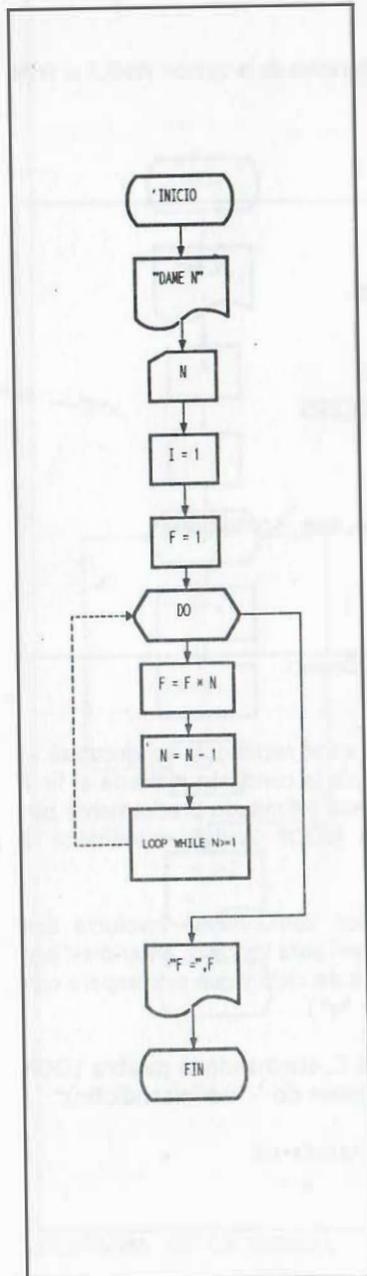 'INICIO
"DAME N"
N
I = 1
F = 1
DO
F = F * N
N = N - 1
LOOP WHILE N>=1
"F =",F
FIN